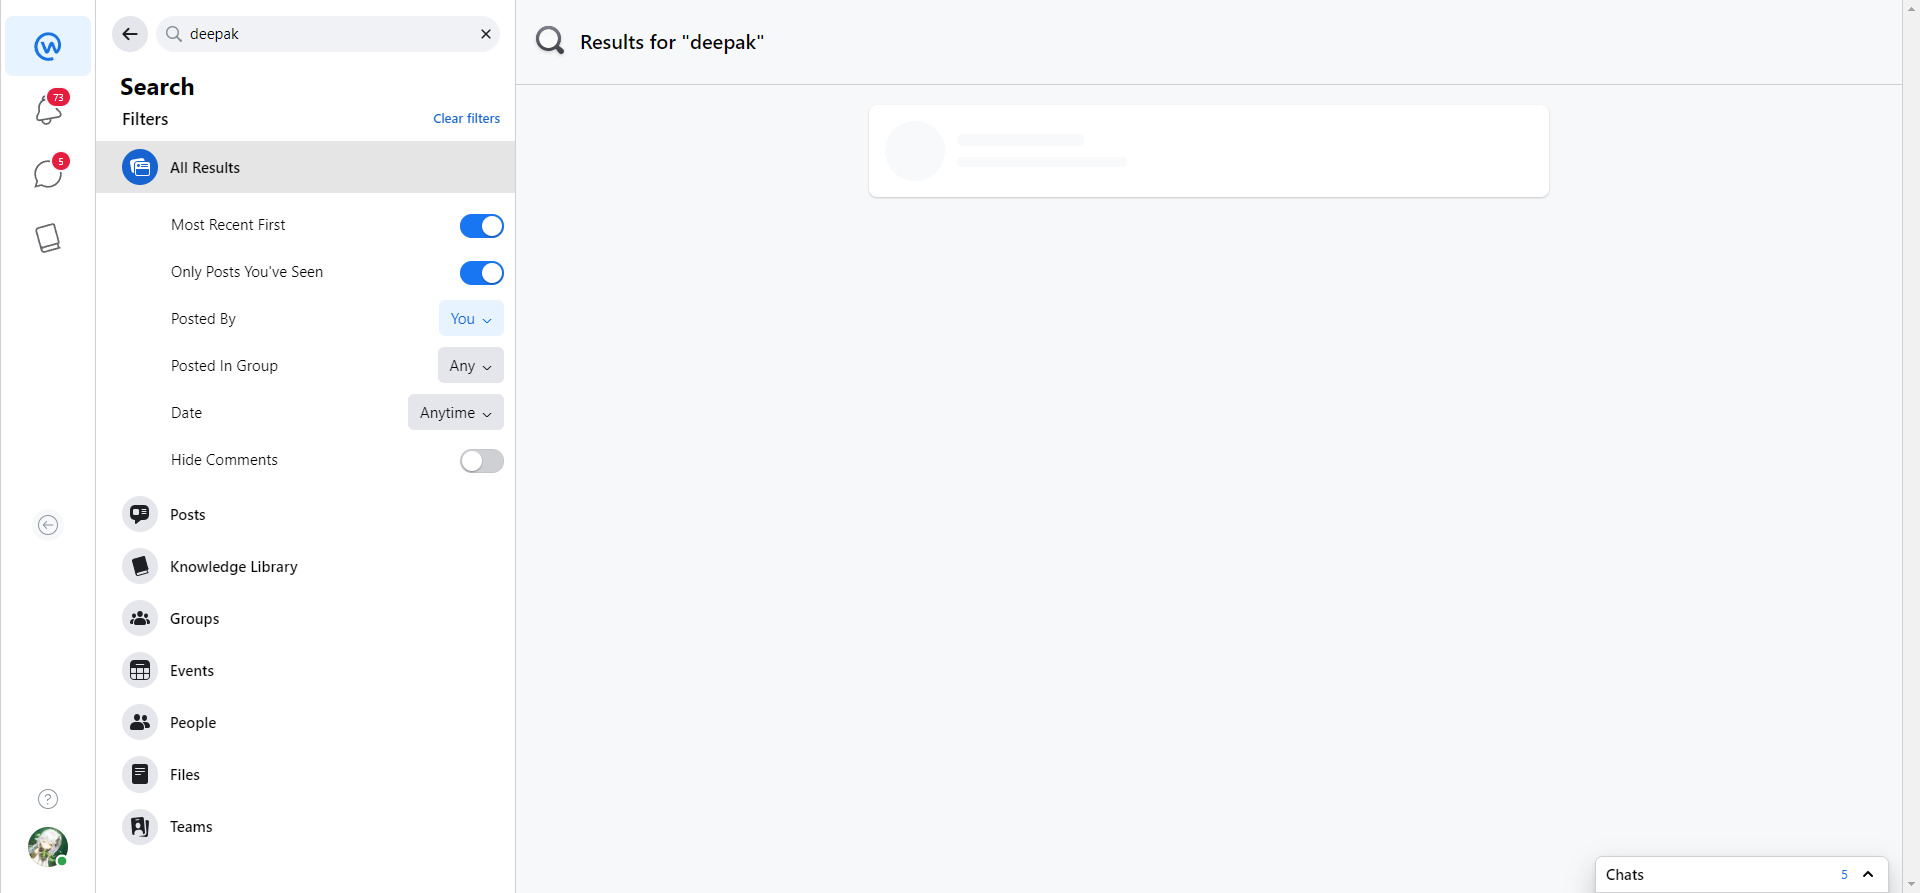 deepak
Results for "deepak"
73
Search
Filters
Clear filters
5
All Results
Most Recent First
Only Posts You've Seen
Posted By
You
Posted In Group
Any
Date
Anytime
Hide Comments
Posts
Knowledge Library
Groups
Events
People
Files
Teams
?
Chats
5